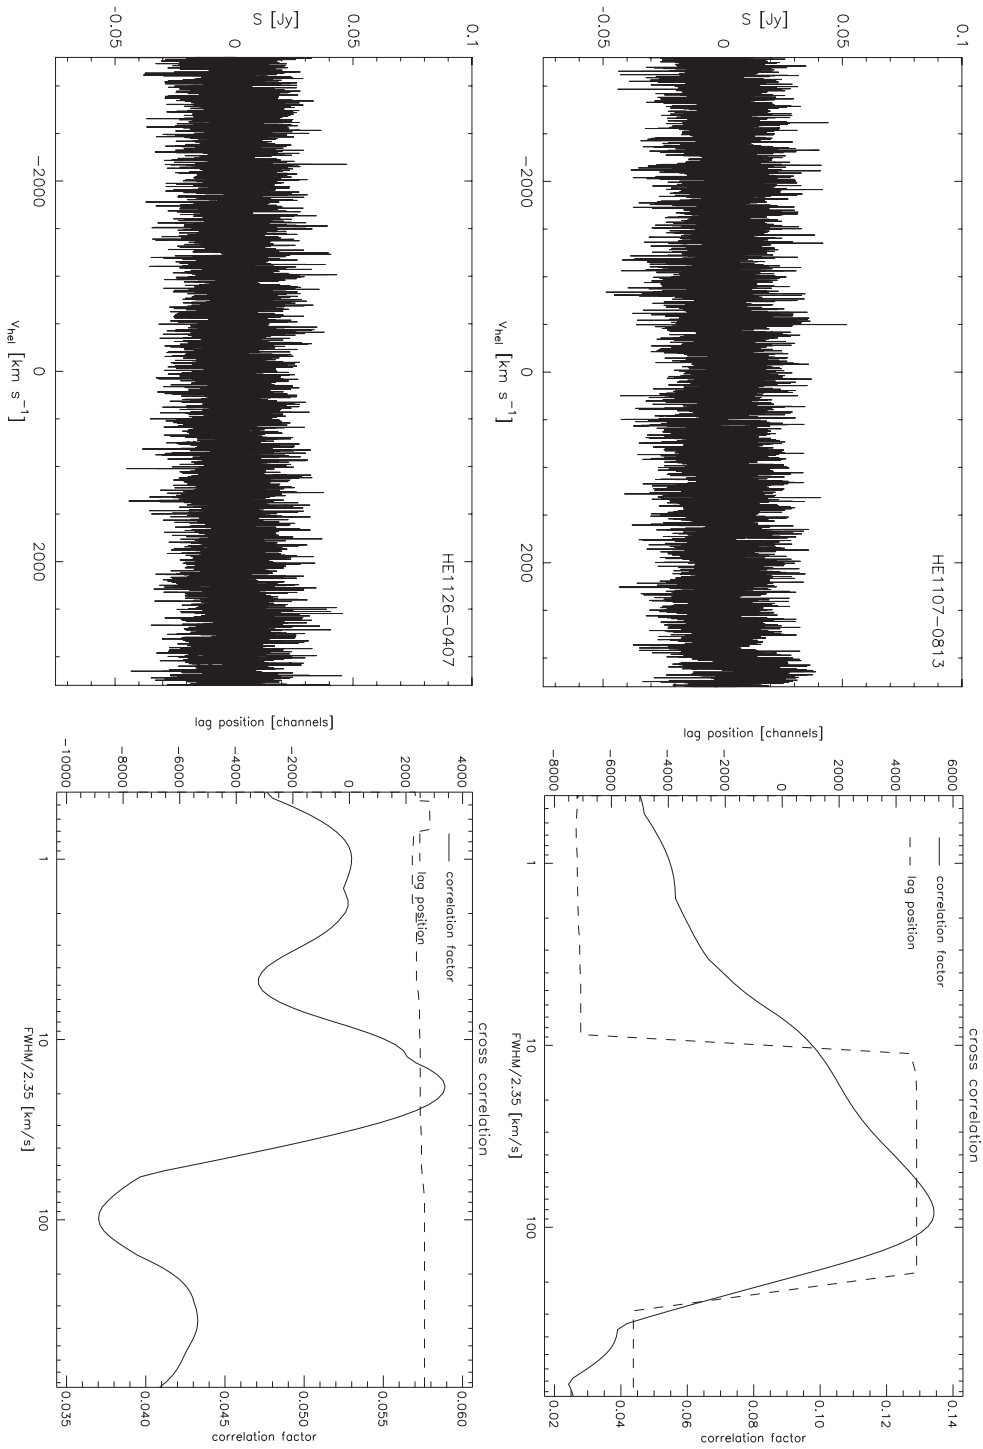 HE1107−0813
S [Jy]
0.1
0.05
0
−0.05
−2000
0
2000
v_hel [km s⁻¹]
cross correlation
lag position [channels]
6000
4000
2000
0
−2000
−4000
−6000
−8000
correlation factor
lag position
1
10
100
FWHM/2.35 [km/s]
0.14
0.12
0.10
0.08
0.06
0.04
0.02
correlation factor
HE1126−0407
S [Jy]
0.1
0.05
0
−0.05
−2000
0
2000
v_hel [km s⁻¹]
cross correlation
lag position [channels]
4000
2000
0
−2000
−4000
−6000
−8000
−10000
correlation factor
lag position
1
10
100
FWHM/2.35 [km/s]
0.060
0.055
0.050
0.045
0.040
0.035
correlation factor